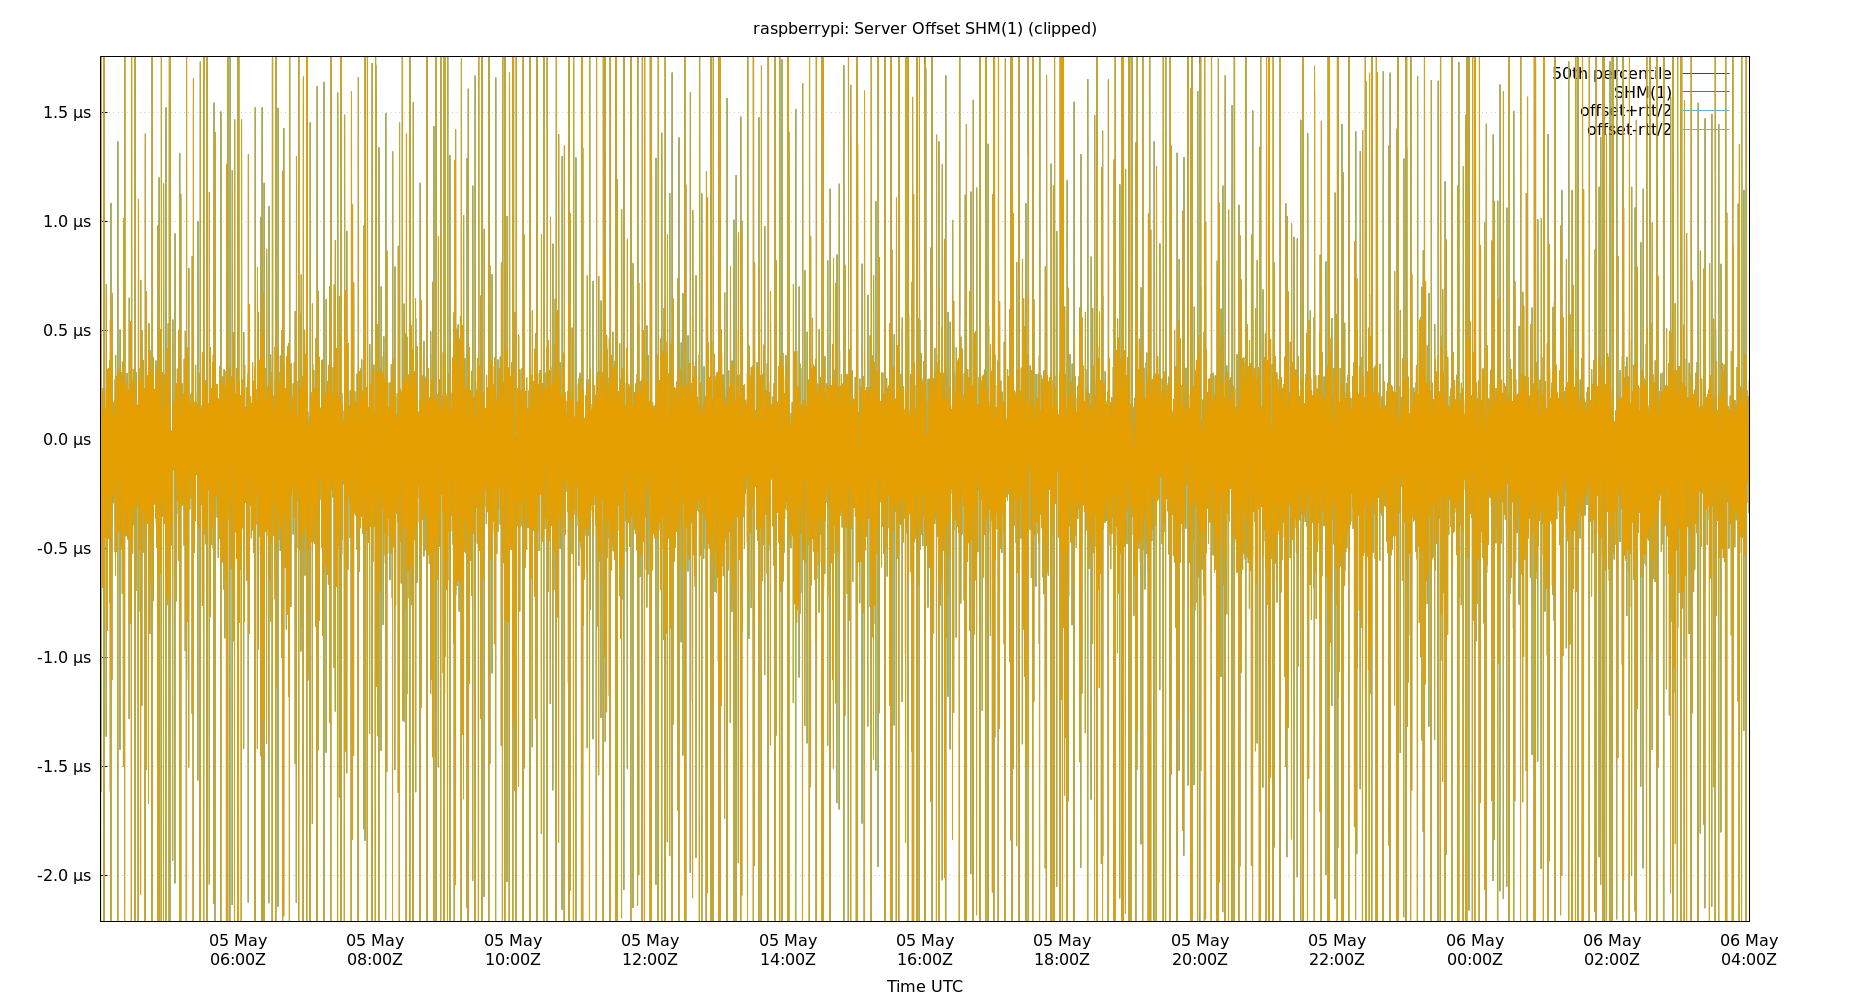 raspberrypi: Server Offset SHM(1) (clipped)
50th percentile
SHM(1)
offset+rtt/2
offset-rtt/2
1.5 µs
1.0 µs
0.5 µs
0.0 µs
-0.5 µs
-1.0 µs
-1.5 µs
-2.0 µs
05 May 05 May 05 May 05 May 05 May 05 May 05 May 05 May 05 May 06 May 06 May 06 May
06:00Z 08:00Z 10:00Z 12:00Z 14:00Z 16:00Z 18:00Z 20:00Z 22:00Z 00:00Z 02:00Z 04:00Z
Time UTC